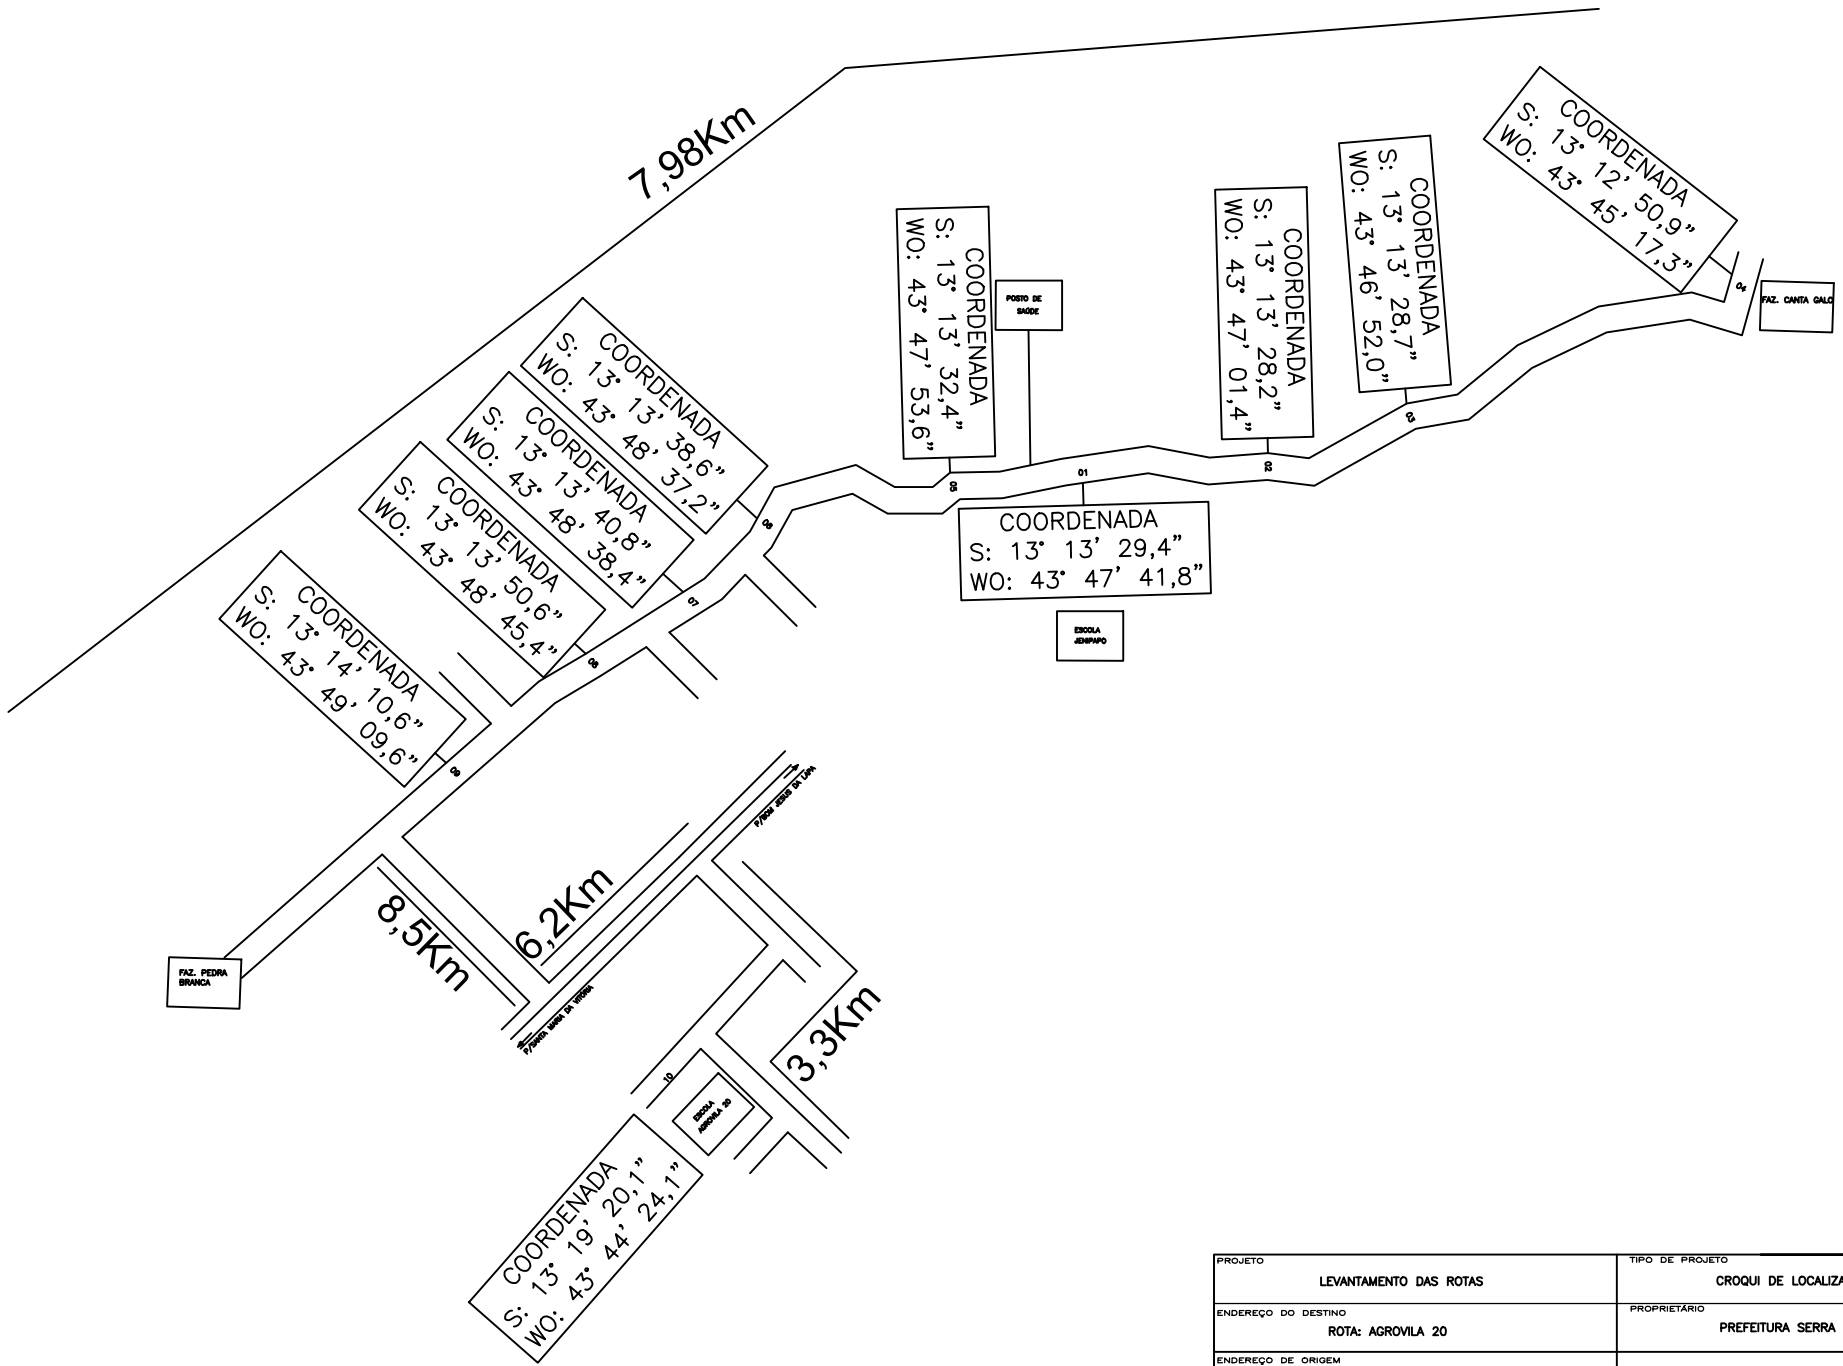 7,98Km
COORDENADA
S: 13° 12' 50,9"
WO: 43° 45' 17,3"
04
FAZ. CANTA GALO
COORDENADA
S: 13° 13' 28,7"
WO: 43° 46' 52,0"
03
COORDENADA
S: 13° 13' 28,2"
WO: 43° 47' 01,4"
02
POSTO DE
SAÚDE
COORDENADA
S: 13° 13' 32,4"
WO: 43° 47' 53,6"
05
01
COORDENADA
S: 13° 13' 29,4"
WO: 43° 47' 41,8"
ESCOLA
JENIPAPO
COORDENADA
S: 13° 13' 38,6"
WO: 43° 48' 37,2"
06
COORDENADA
S: 13° 13' 40,8"
WO: 43° 48' 38,4"
07
COORDENADA
S: 13° 13' 50,6"
WO: 43° 48' 45,4"
08
COORDENADA
S: 13° 14' 10,6"
WO: 43° 49' 09,6"
09
P/BOM JESUS DA LAPA
6,2Km
8,5Km
FAZ. PEDRA
BRANCA
P/SANTA MARIA DA VITÓRIA
3,3Km
10
ESCOLA
AGROVILA 20
COORDENADA
S: 13° 19' 20,1"
WO: 43° 44' 24,1"
PROJETO
LEVANTAMENTO DAS ROTAS
TIPO DE PROJETO
CROQUI DE LOCALIZA
ENDEREÇO DO DESTINO
ROTA: AGROVILA 20
PROPRIETÁRIO
PREFEITURA SERRA
ENDEREÇO DE ORIGEM